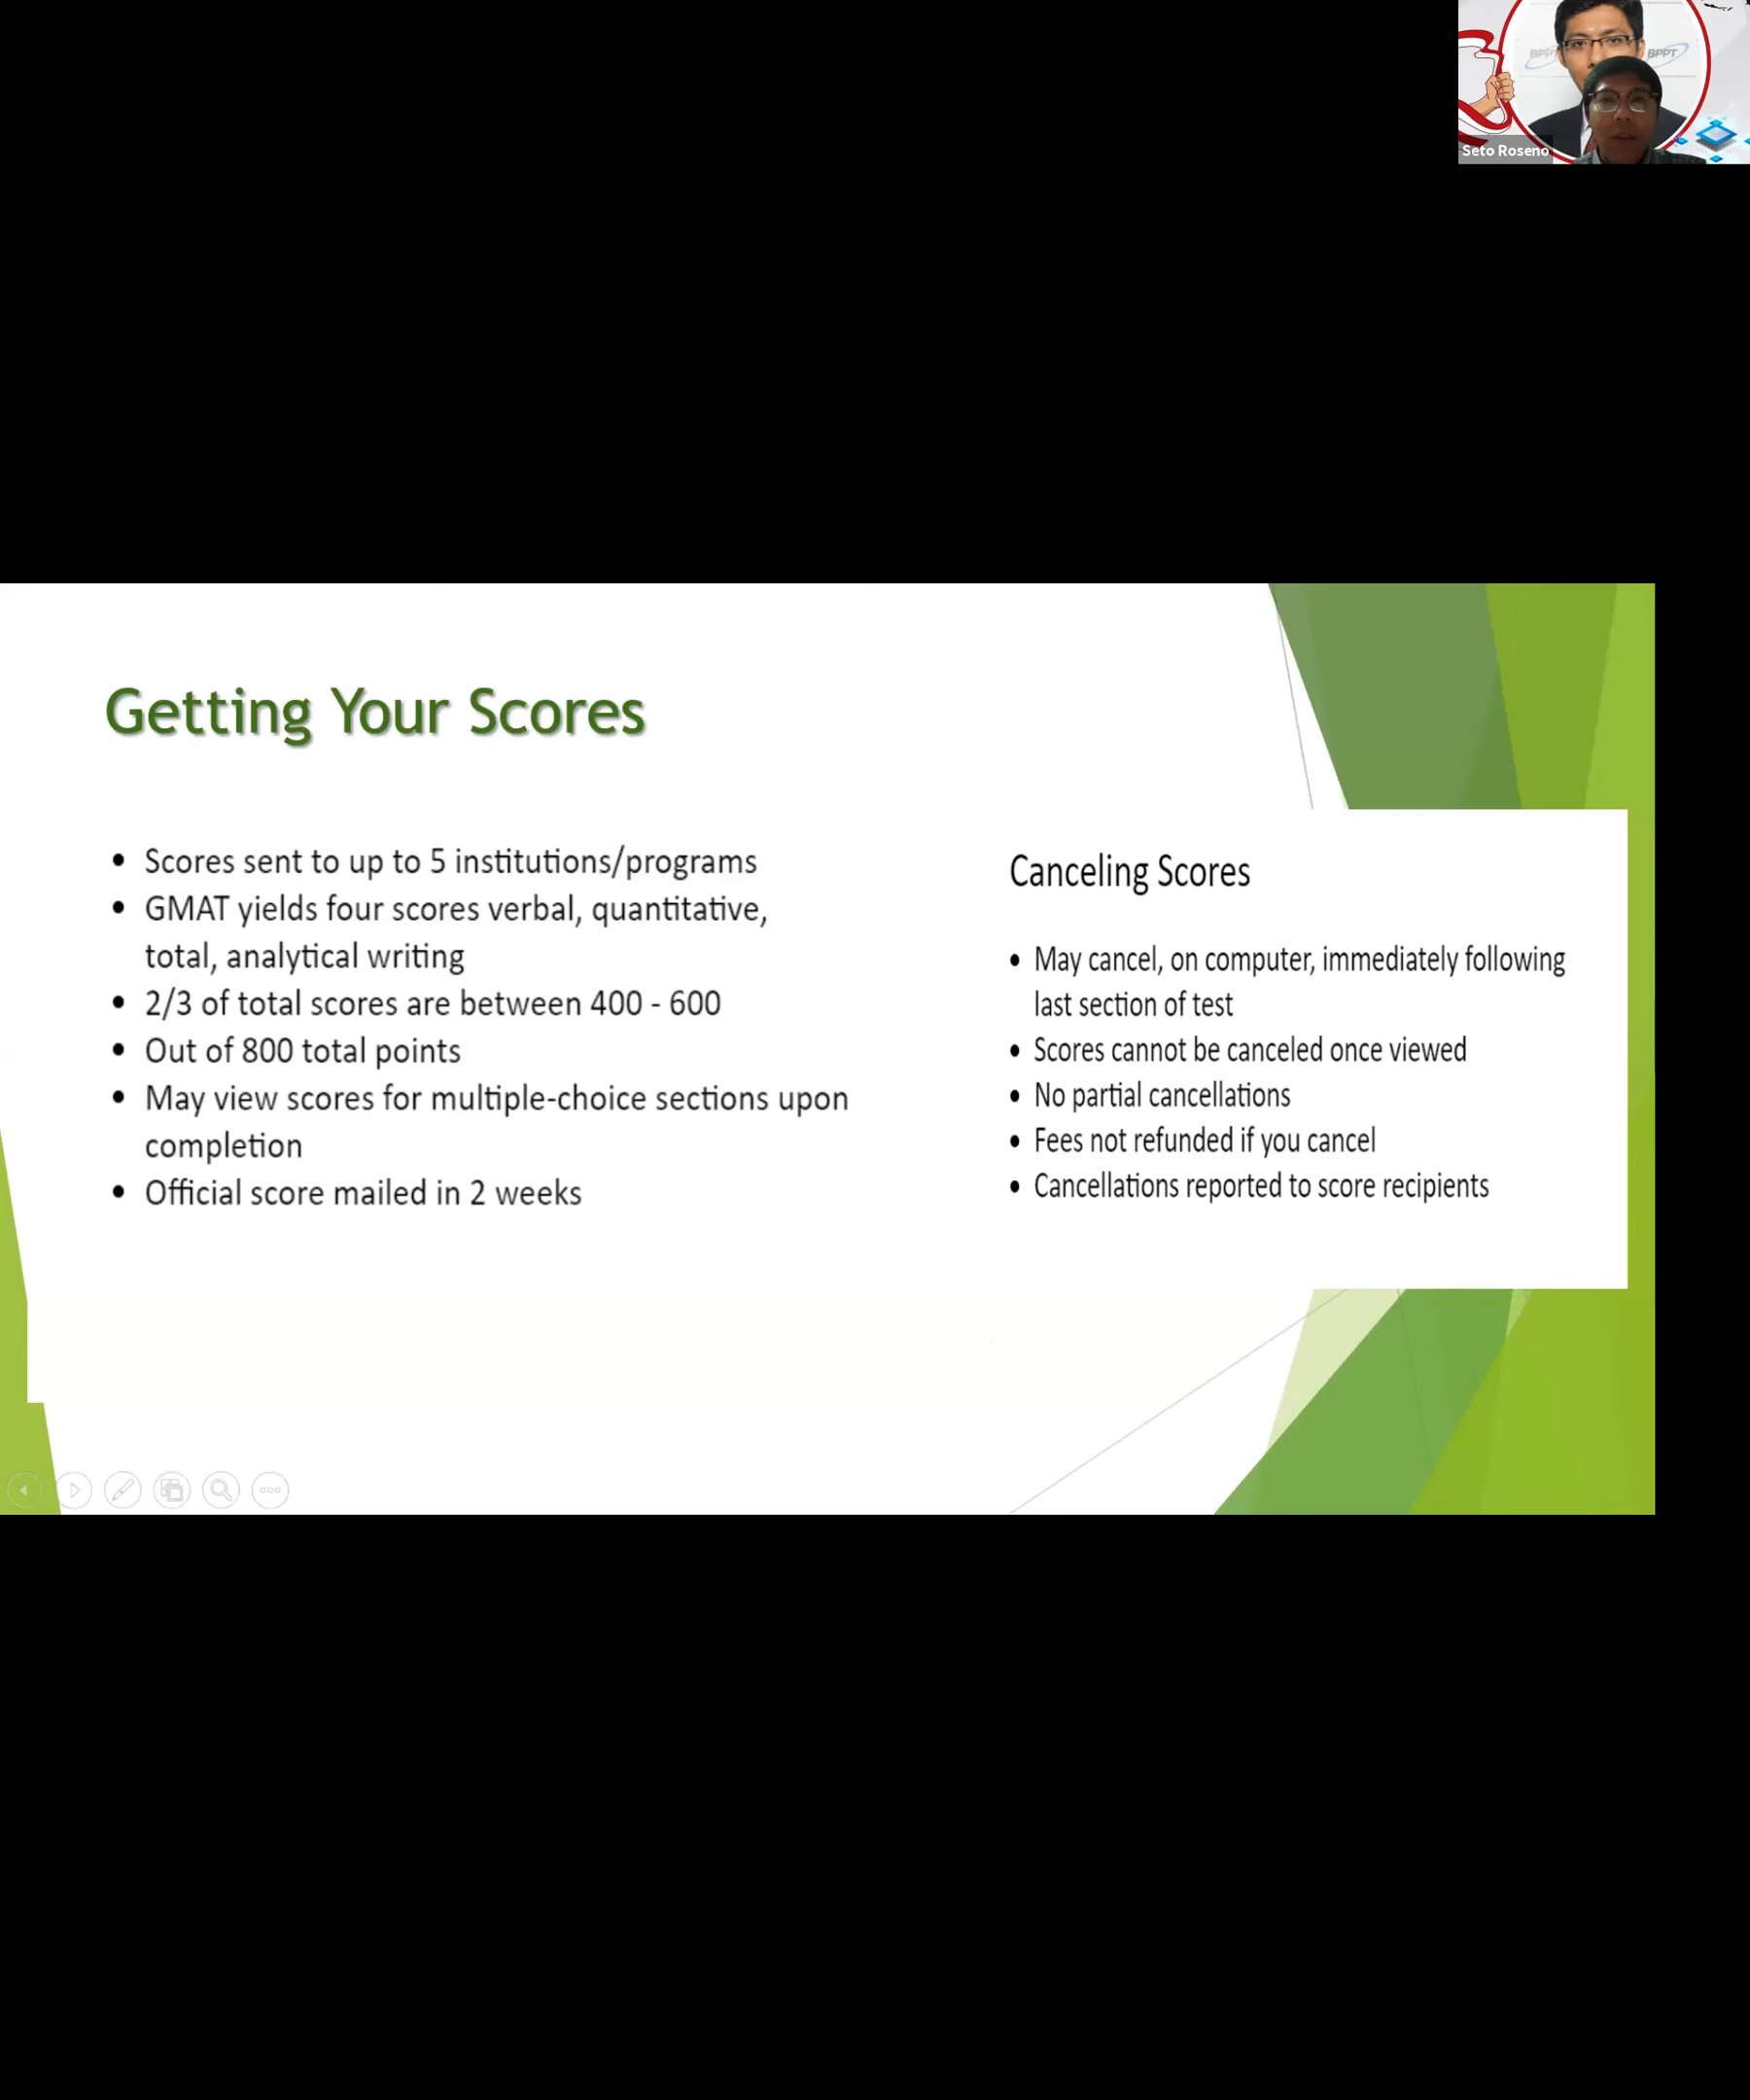 BPPT
BPPT
Seto Roseno
Getting Your Scores
• Scores sent to up to 5 institutions/programs
• GMAT yields four scores verbal, quantitative,
total, analytical writing
• 2/3 of total scores are between 400 - 600
• Out of 800 total points
• May view scores for multiple-choice sections upon
completion
• Official score mailed in 2 weeks
Canceling Scores
• May cancel, on computer, immediately following
last section of test
• Scores cannot be canceled once viewed
• No partial cancellations
• Fees not refunded if you cancel
• Cancellations reported to score recipients